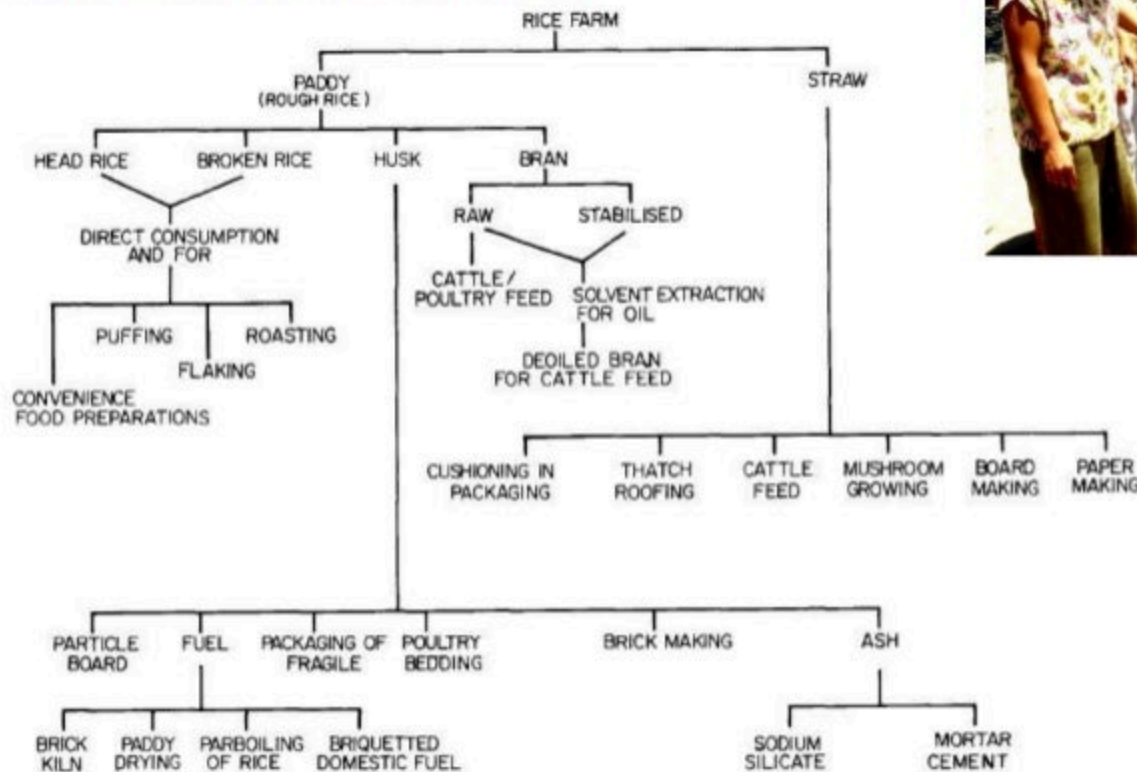 RICE FARM
PADDY
(ROUGH RICE)
STRAW
HEAD RICE
BROKEN RICE
HUSK
BRAN
RAW
STABILISED
DIRECT CONSUMPTION
AND FOR
CATTLE/
POULTRY FEED
SOLVENT EXTRACTION
FOR OIL
PUFFING
ROASTING
FLAKING
DEOILED BRAN
FOR CATTLE FEED
CONVENIENCE
FOOD PREPARATIONS
CUSHIONING IN
PACKAGING
THATCH
ROOFING
CATTLE
FEED
MUSHROOM
GROWING
BOARD
MAKING
PAPER
MAKING
PARTICLE
BOARD
FUEL
PACKAGING OF
FRAGILE
POULTRY
BEDDING
BRICK MAKING
ASH
BRICK
KILN
PADDY
DRYING
PARBOILING
OF RICE
BRIQUETTED
DOMESTIC FUEL
SODIUM
SILICATE
MORTAR
CEMENT